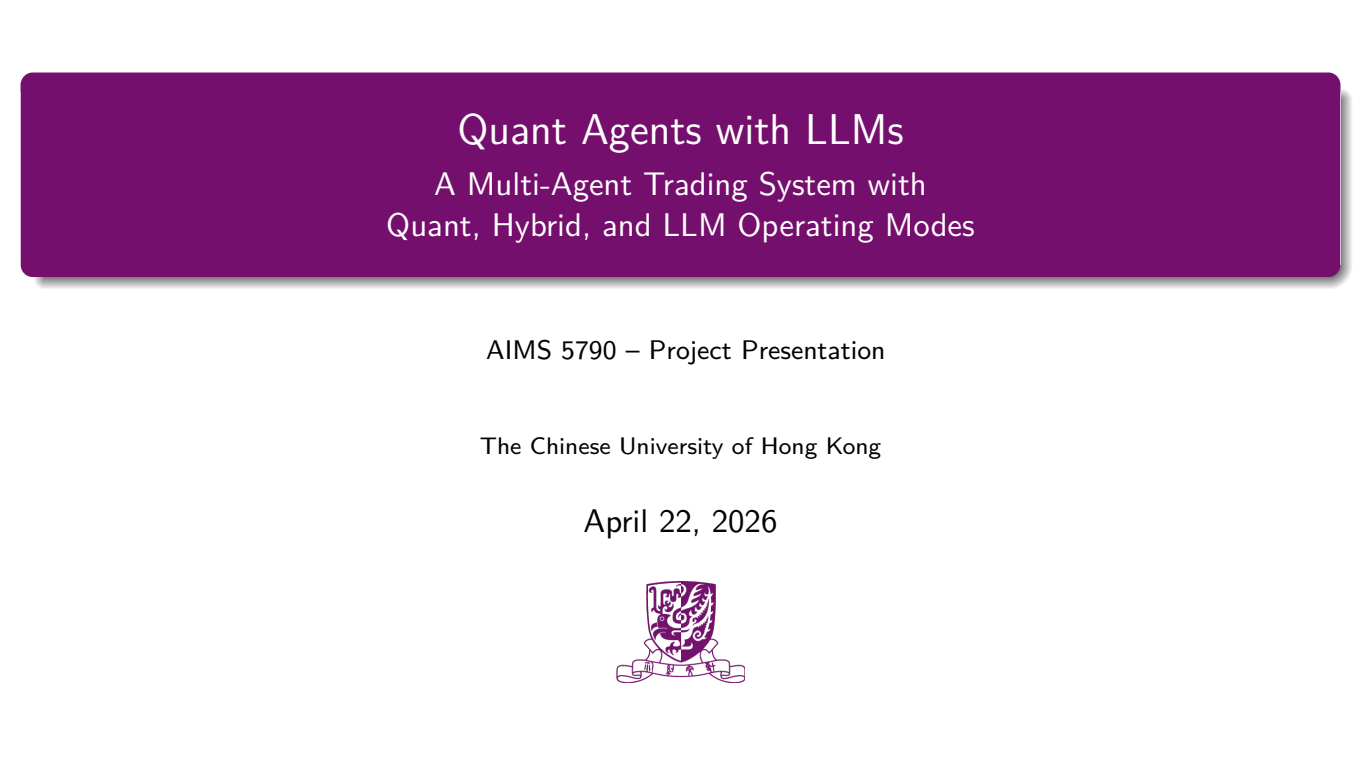 Quant Agents with LLMs
A Multi-Agent Trading System with
Quant, Hybrid, and LLM Operating Modes
AIMS 5790 – Project Presentation
The Chinese University of Hong Kong
April 22, 2026